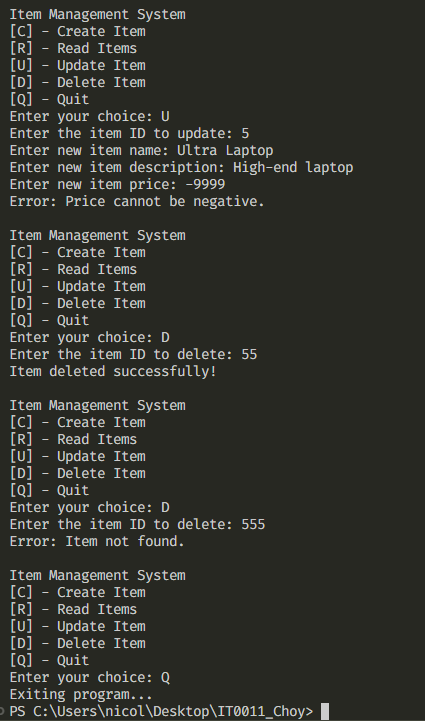 Item Management System
[C] - Create Item
[R] - Read Items
[U] - Update Item
[D] - Delete Item
[Q] - Quit
Enter your choice: U
Enter the item ID to update: 5
Enter new item name: Ultra Laptop
Enter new item description: High-end laptop
Enter new item price: -9999
Error: Price cannot be negative.

Item Management System
[C] - Create Item
[R] - Read Items
[U] - Update Item
[D] - Delete Item
[Q] - Quit
Enter your choice: D
Enter the item ID to delete: 55
Item deleted successfully!

Item Management System
[C] - Create Item
[R] - Read Items
[U] - Update Item
[D] - Delete Item
[Q] - Quit
Enter your choice: D
Enter the item ID to delete: 555
Error: Item not found.

Item Management System
[C] - Create Item
[R] - Read Items
[U] - Update Item
[D] - Delete Item
[Q] - Quit
Enter your choice: Q
Exiting program...
PS C:\Users\nicol\Desktop\IT0011_Choy>